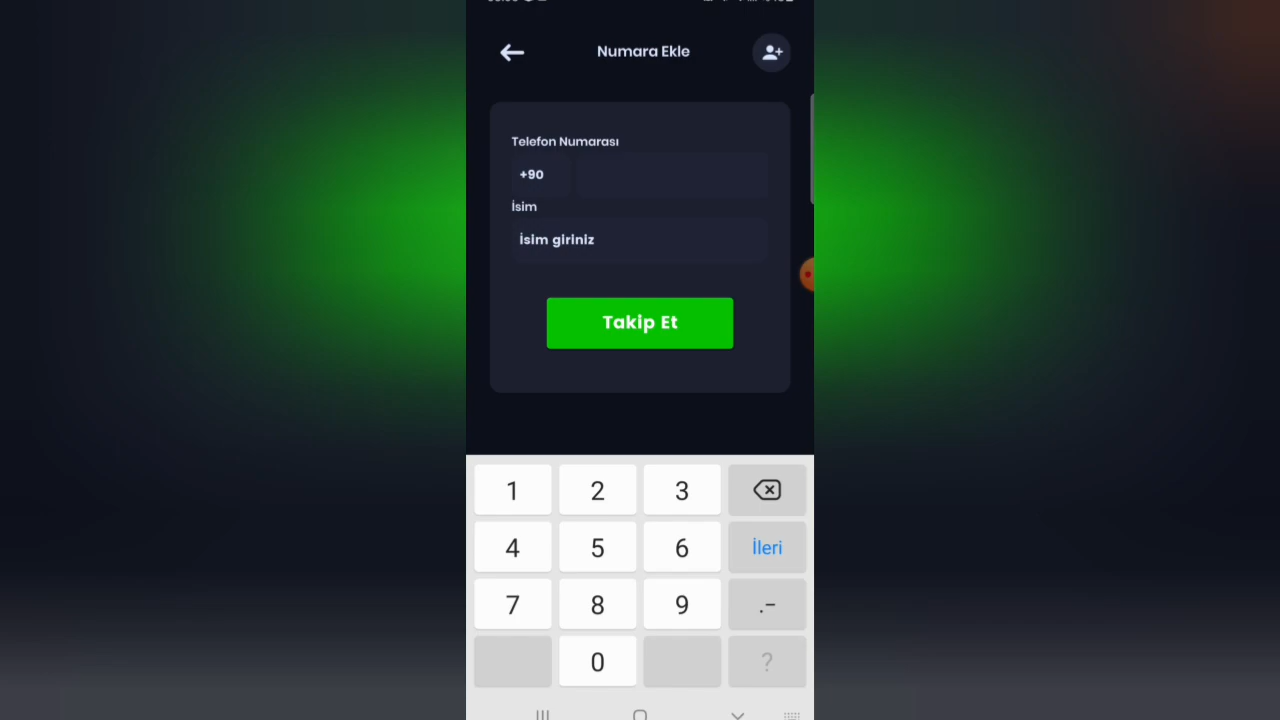 Numara Ekle
Telefon Numarası
+90
İsim
İsim giriniz
Takip Et
1 2 3
4 5 6 İleri
7 8 9 .-
0 ?